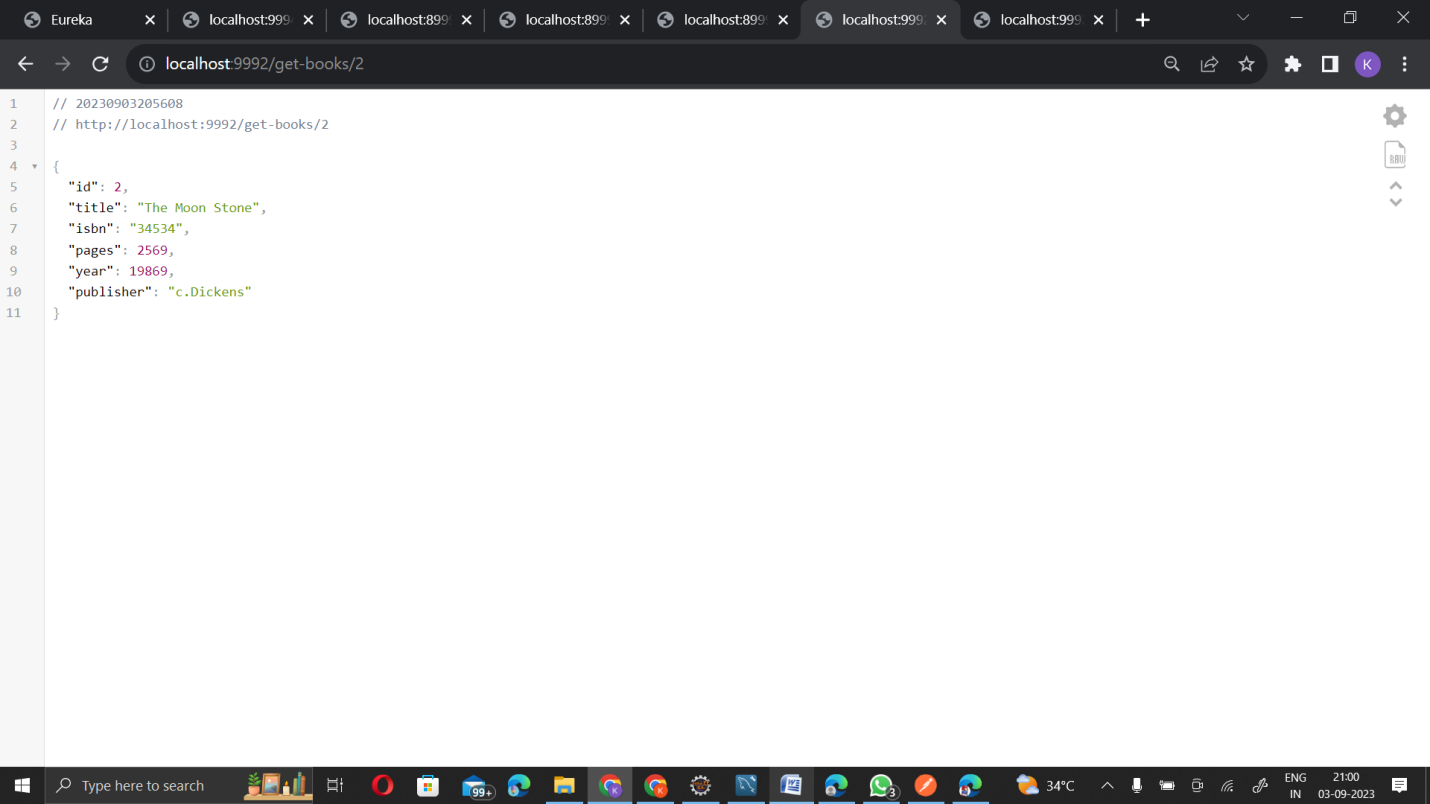 Eureka
localhost:999
localhost:899
localhost:899
localhost:899
localhost:999
localhost:999
localhost:9992/get-books/2
K
1 // 20230903205608
2 // http://localhost:9992/get-books/2
3
4 {
5 "id": 2,
6 "title": "The Moon Stone",
7 "isbn": "34534",
8 "pages": 2569,
9 "year": 19869,
10 "publisher": "c.Dickens"
11 }
RAW
Type here to search
99+
K
K
3
34°C
ENG
IN
21:00
03-09-2023